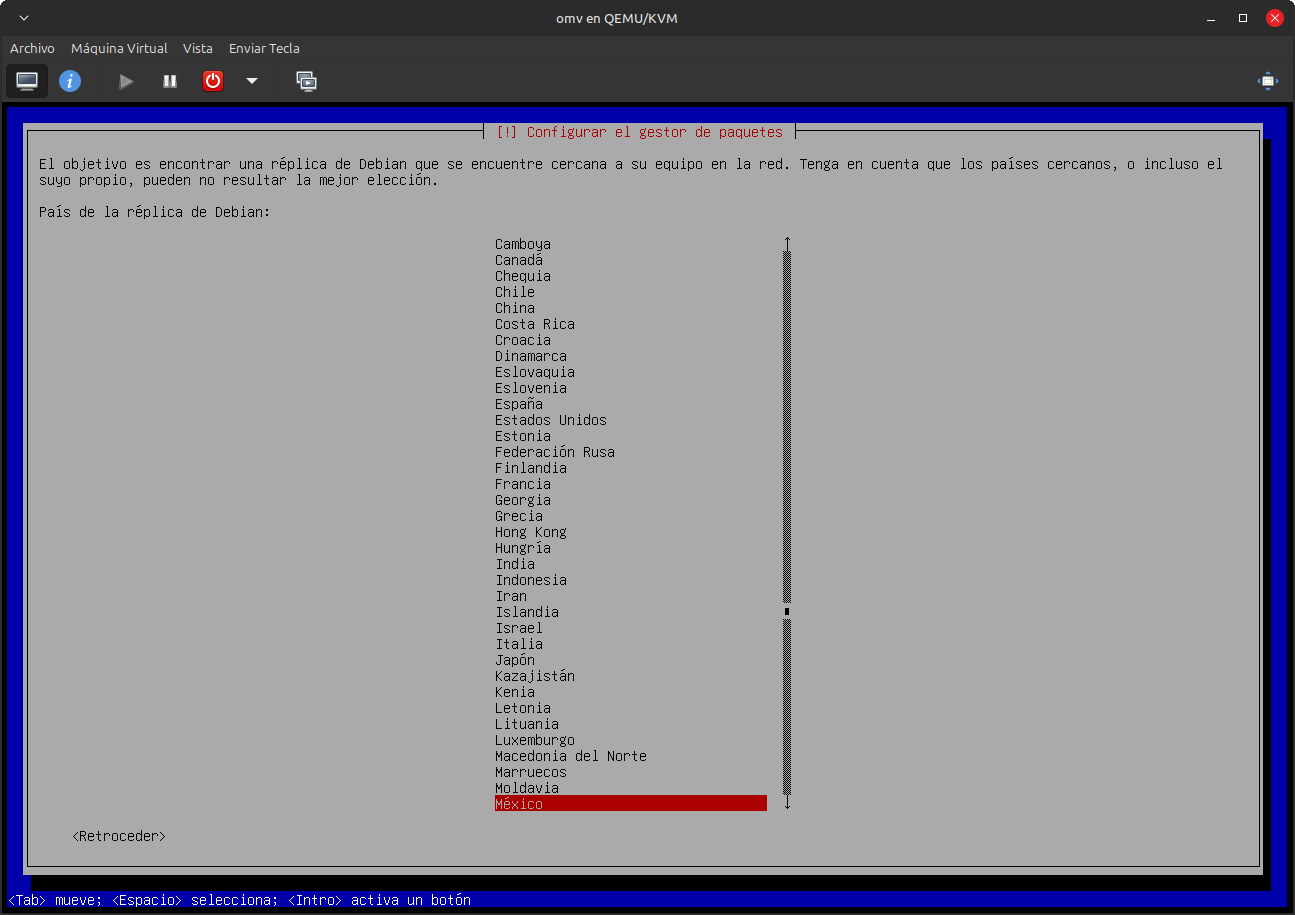 omv en QEMU/KVM
Archivo Máquina Virtual Vista Enviar Tecla
[!] Configurar el gestor de paquetes
El objetivo es encontrar una réplica de Debian que se encuentre cercana a su equipo en la red. Tenga en cuenta que los países cercanos, o incluso el
suyo propio, pueden no resultar la mejor elección.
País de la réplica de Debian:
Camboya
Canadá
Chequia
Chile
China
Costa Rica
Croacia
Dinamarca
Eslovaquia
Eslovenia
España
Estados Unidos
Estonia
Federación Rusa
Finlandia
Francia
Georgia
Grecia
Hong Kong
Hungría
India
Indonesia
Iran
Islandia
Israel
Italia
Japón
Kazajistán
Kenia
Letonia
Lituania
Luxemburgo
Macedonia del Norte
Marruecos
Moldavia
México
<Retroceder>
<Tab> mueve; <Espacio> selecciona; <Intro> activa un botón